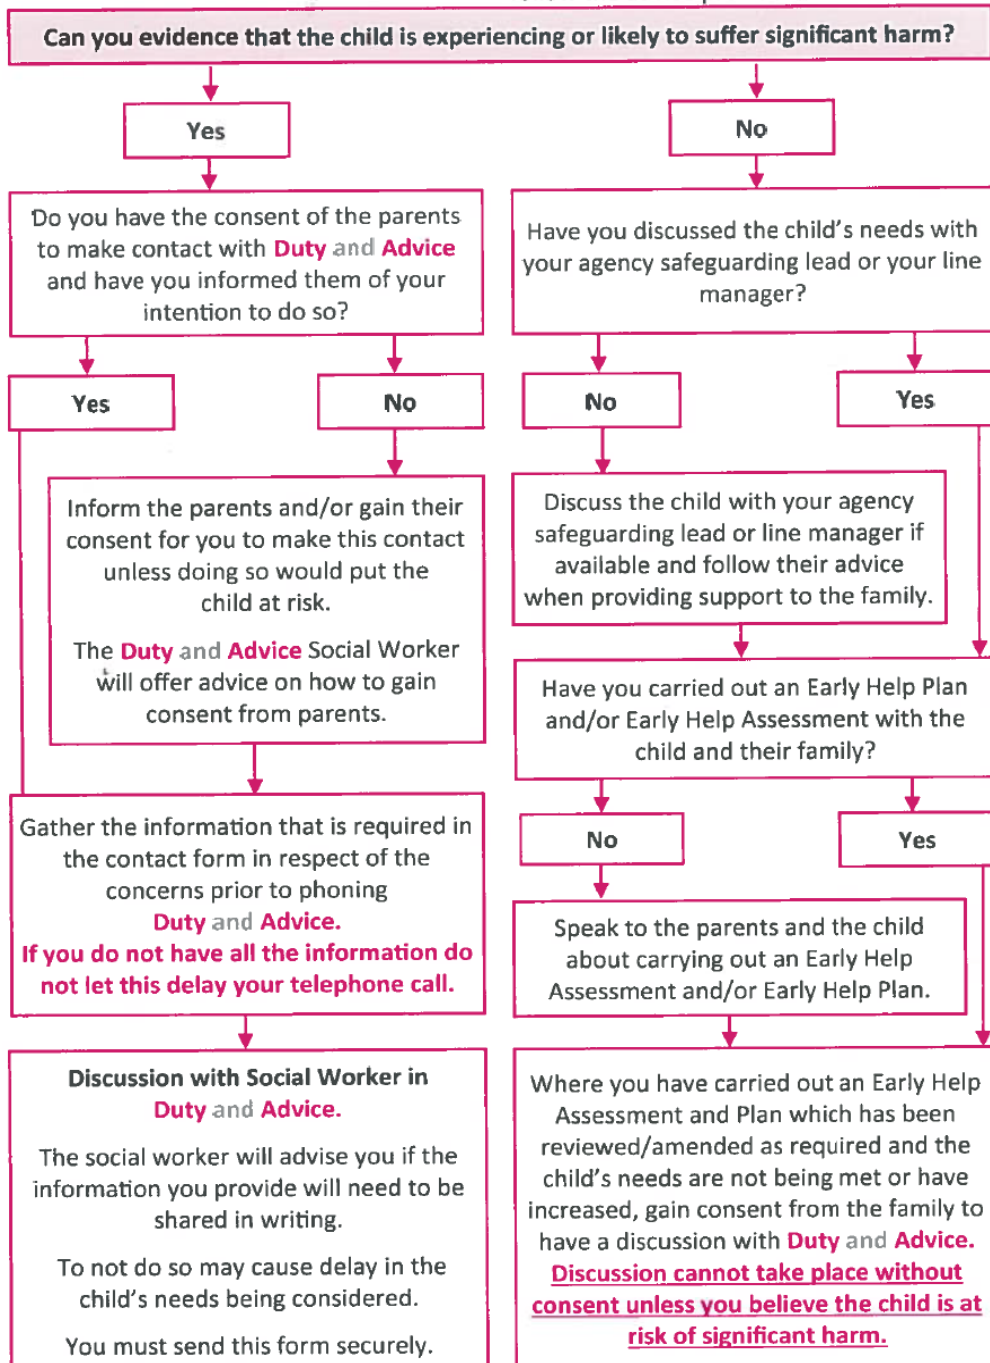 Can you evidence that the child is experiencing or likely to suffer significant harm?
Yes
No
Do you have the consent of the parents
to make contact with Duty and Advice
and have you informed them of your
intention to do so?
Have you discussed the child's needs with
your agency safeguarding lead or your line
manager?
Yes
No
No
Yes
Inform the parents and/or gain their
consent for you to make this contact
unless doing so would put the
child at risk.
The Duty and Advice Social Worker
will offer advice on how to gain
consent from parents.
Discuss the child with your agency
safeguarding lead or line manager if
available and follow their advice
when providing support to the family.
Have you carried out an Early Help Plan
and/or Early Help Assessment with the
child and their family?
Gather the information that is required in
the contact form in respect of the
concerns prior to phoning
Duty and Advice.
If you do not have all the information do
not let this delay your telephone call.
No
Yes
Speak to the parents and the child
about carrying out an Early Help
Assessment and/or Early Help Plan.
Discussion with Social Worker in
Duty and Advice.
The social worker will advise you if the
information you provide will need to be
shared in writing.
To not do so may cause delay in the
child's needs being considered.
You must send this form securely.
Where you have carried out an Early Help
Assessment and Plan which has been
reviewed/amended as required and the
child's needs are not being met or have
increased, gain consent from the family to
have a discussion with Duty and Advice.
Discussion cannot take place without
consent unless you believe the child is at
risk of significant harm.